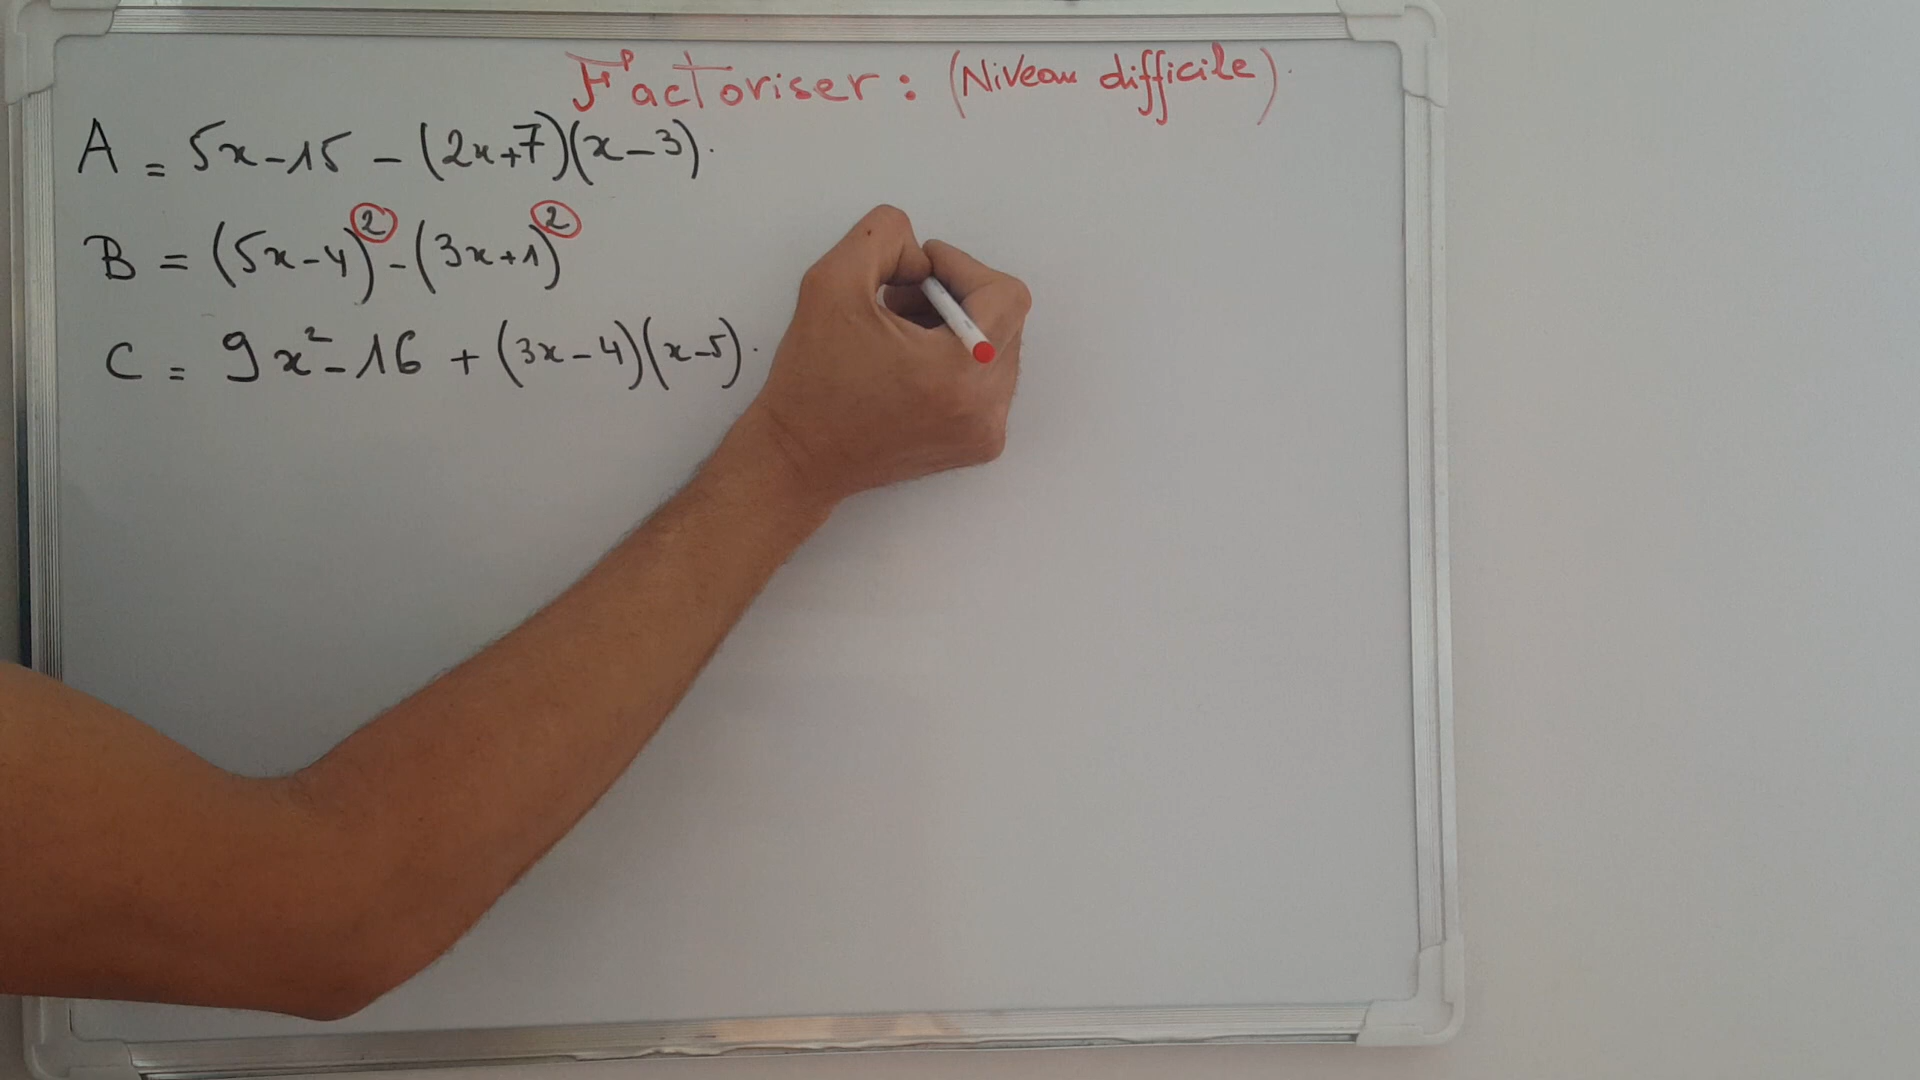 Factoriser : (Niveau difficile).
A = 5x-15 - (2x+7)(x-3).
B = (5x-4)² - (3x+1)²
C = 9x²-16 + (3x-4)(x-5).